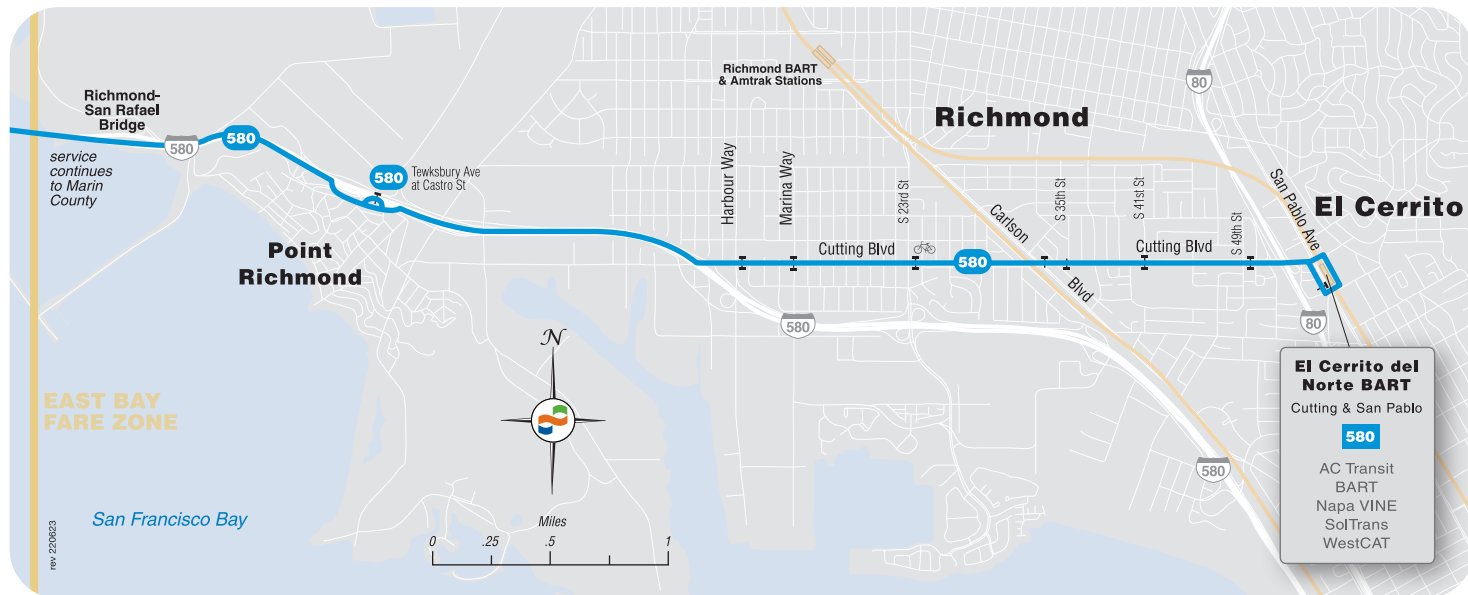 Richmond-
San Rafael
Bridge
580
580
service
continues
to Marin
County
580
Tewksbury Ave
at Castro St
Point
Richmond
Richmond BART
& Amtrak Stations
Richmond
80
El Cerrito
San Pablo Ave
Harbour Way
Marina Way
S 23rd St
Carlson
Blvd
S 35th St
S 41st St
S 49th St
Cutting Blvd
580
Cutting Blvd
580
80
580
El Cerrito del
Norte BART
Cutting & San Pablo
580
AC Transit
BART
Napa VINE
SolTrans
WestCAT
EAST BAY
FARE ZONE
N
San Francisco Bay
Miles
0 .25 .5 1
rev 220623